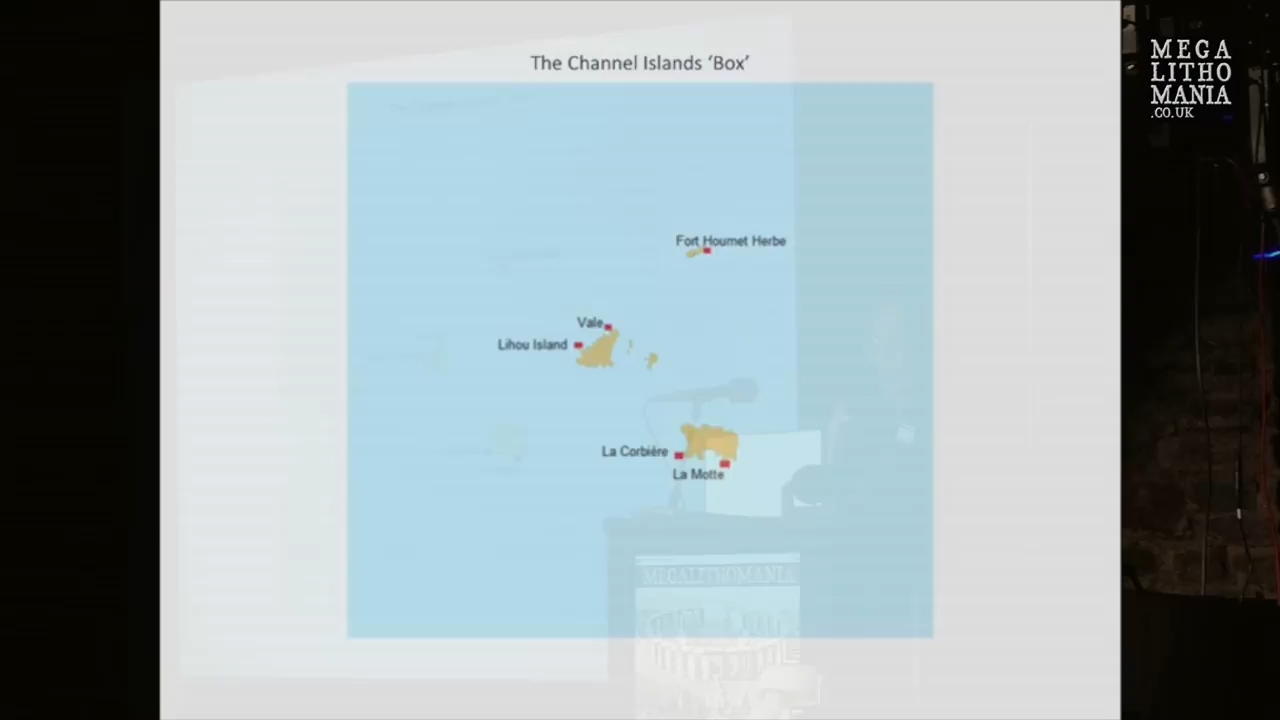 The Channel Islands ‘Box’
Fort Houmet Herbe
Vale
Lihou Island
La Corbière
La Motte
MEGALITHOMANIA
MEGA
LITHO
MANIA
.CO.UK